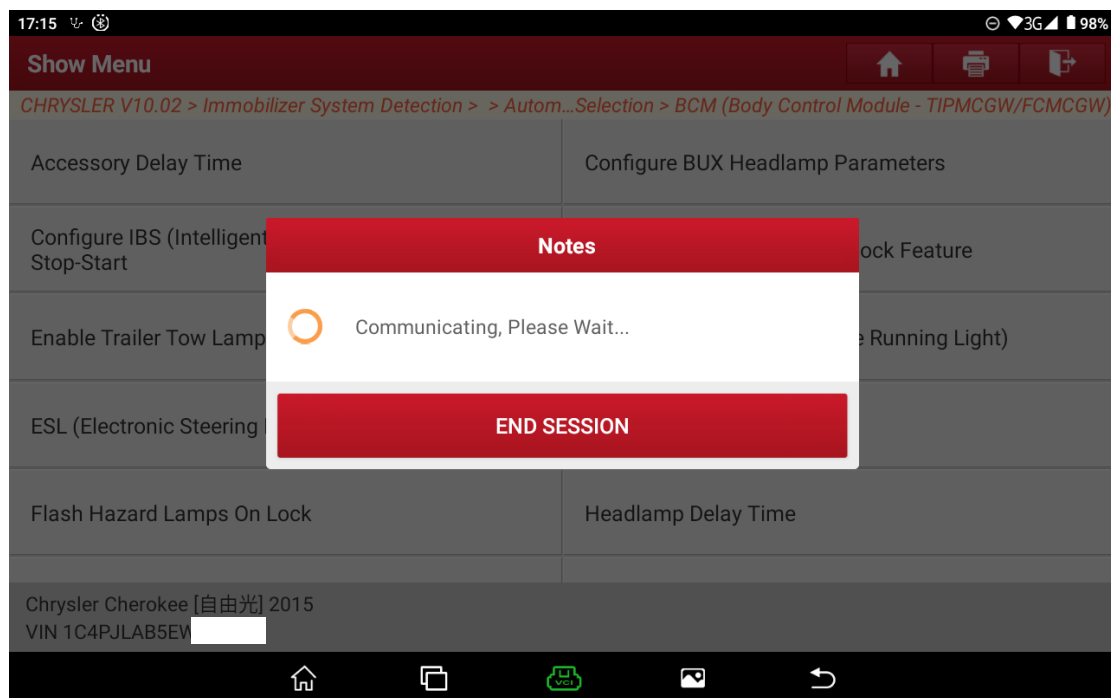 17:15
3G 98%
Show Menu
CHRYSLER V10.02 > Immobilizer System Detection > > Autom...Selection > BCM (Body Control Module - TIPMCGW/FCMCGW)
Accessory Delay Time
Configure BUX Headlamp Parameters
Configure IBS (Intelligent
Stop-Start
ock Feature
Enable Trailer Tow Lamp
Running Light)
ESL (Electronic Steering
Notes
Communicating, Please Wait...
END SESSION
Flash Hazard Lamps On Lock
Headlamp Delay Time
Chrysler Cherokee [自由光] 2015
VIN 1C4PJLAB5EW
VCI